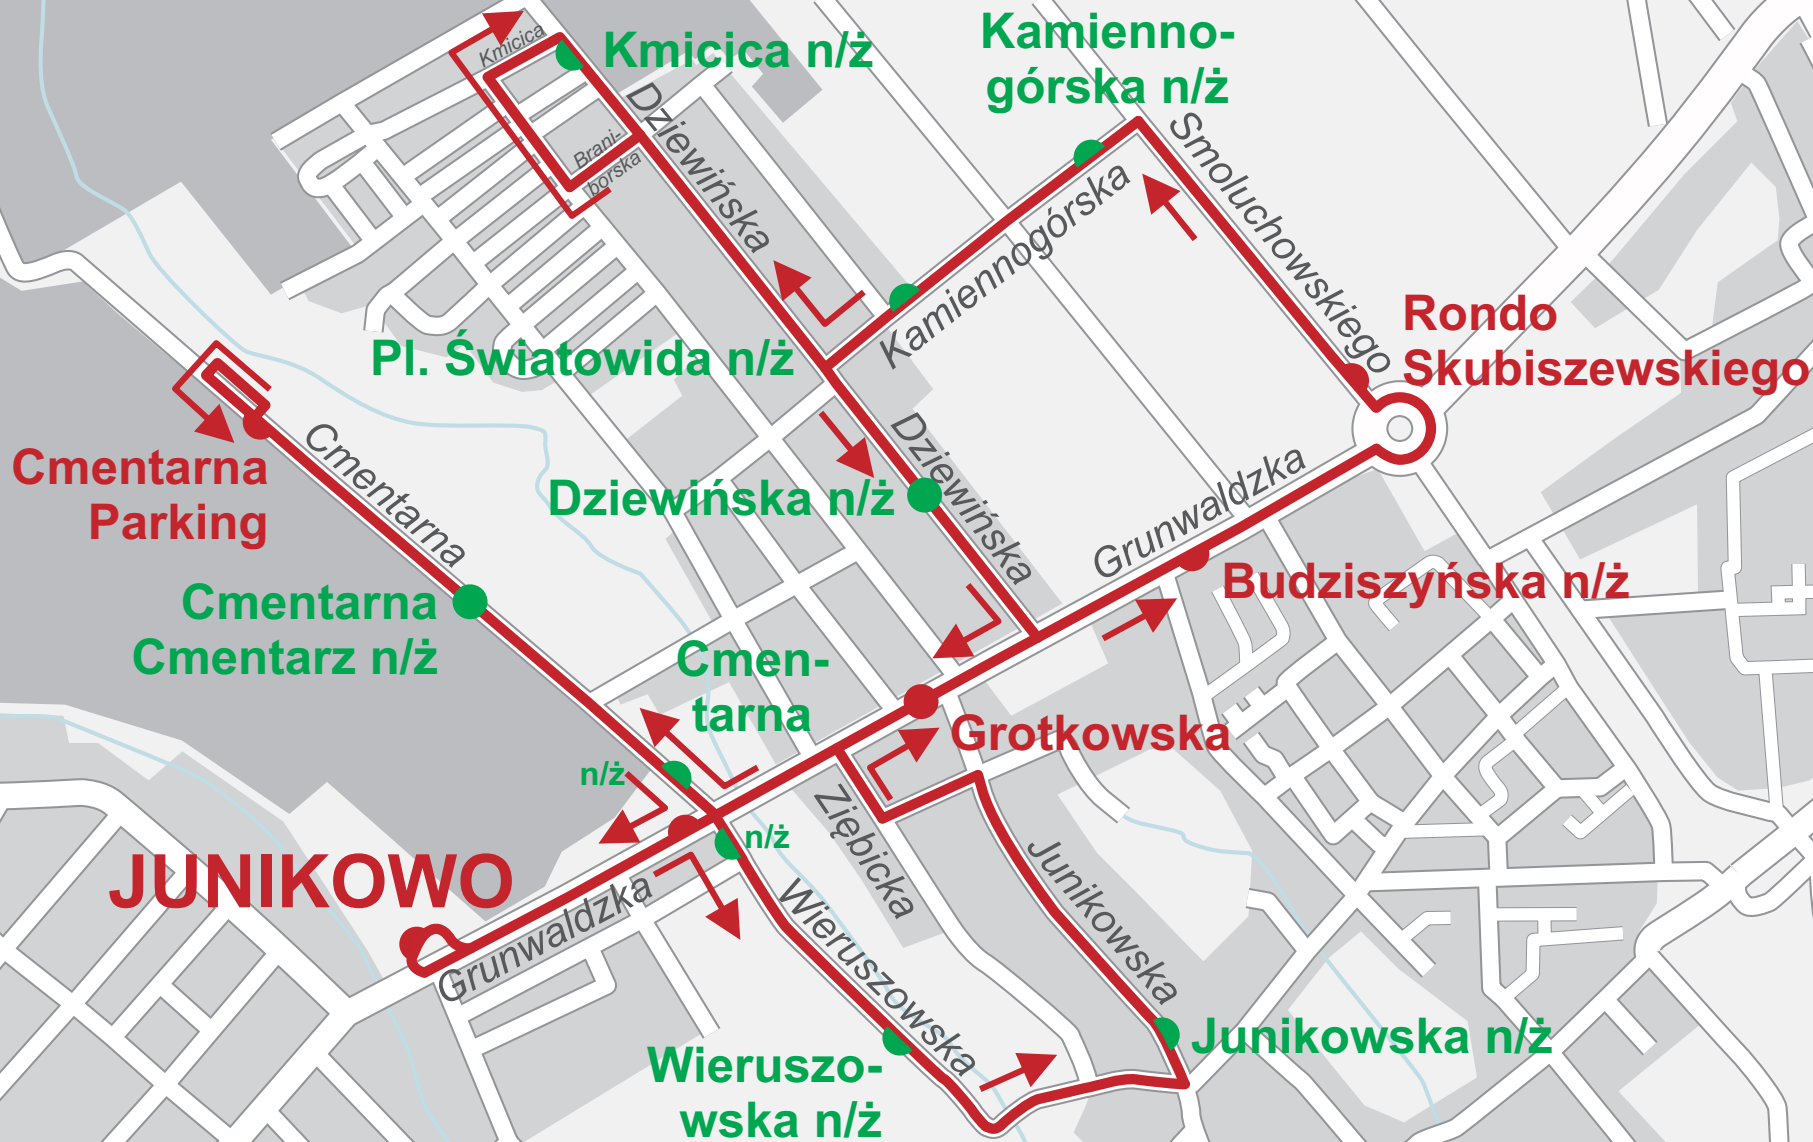 Kmicica
Kmicica n/ż
Kamienno-
górska n/ż
Dziewińska
Brani-
borska
Smoluchowskiego
Kamiennogórska
Rondo
Skubiszewskiego
Pl. Światowida n/ż
Cmentarna
Parking
Cmentarna
Dziewińska n/ż
Dziewińska
Grunwaldzka
Budziszyńska n/ż
Cmentarna
Cmentarz n/ż
Cmen-
tarna
n/ż
n/ż
Grotkowska
Ziębicka
JUNIKOWO
Grunwaldzka
Wieruszowska
Junikowska
Junikowska n/ż
Wieruszo-
wska n/ż